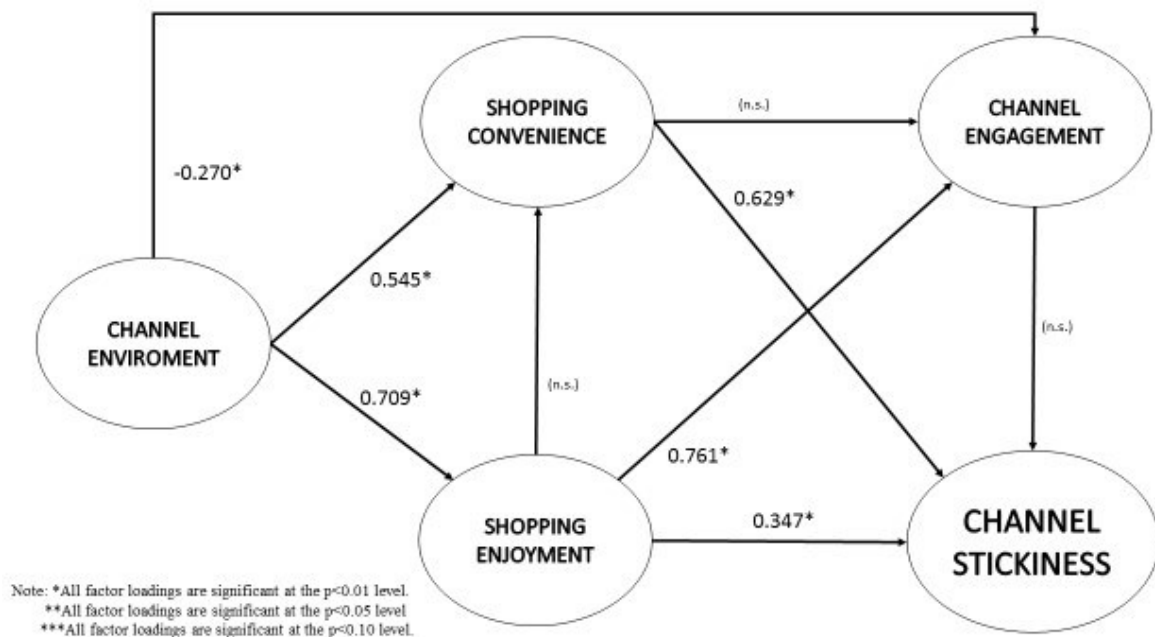 SHOPPING
CONVENIENCE
(n.s.)
CHANNEL
ENGAGEMENT
-0.270*
0.629*
0.545*
CHANNEL
ENVIROMENT
(n.s.)
0.709*
(n.s.)
0.761*
SHOPPING
ENJOYMENT
0.347*
CHANNEL
STICKINESS
Note: *All factor loadings are significant at the p<0.01 level.
**All factor loadings are significant at the p<0.05 level
***All factor loadings are significant at the p<0.10 level.